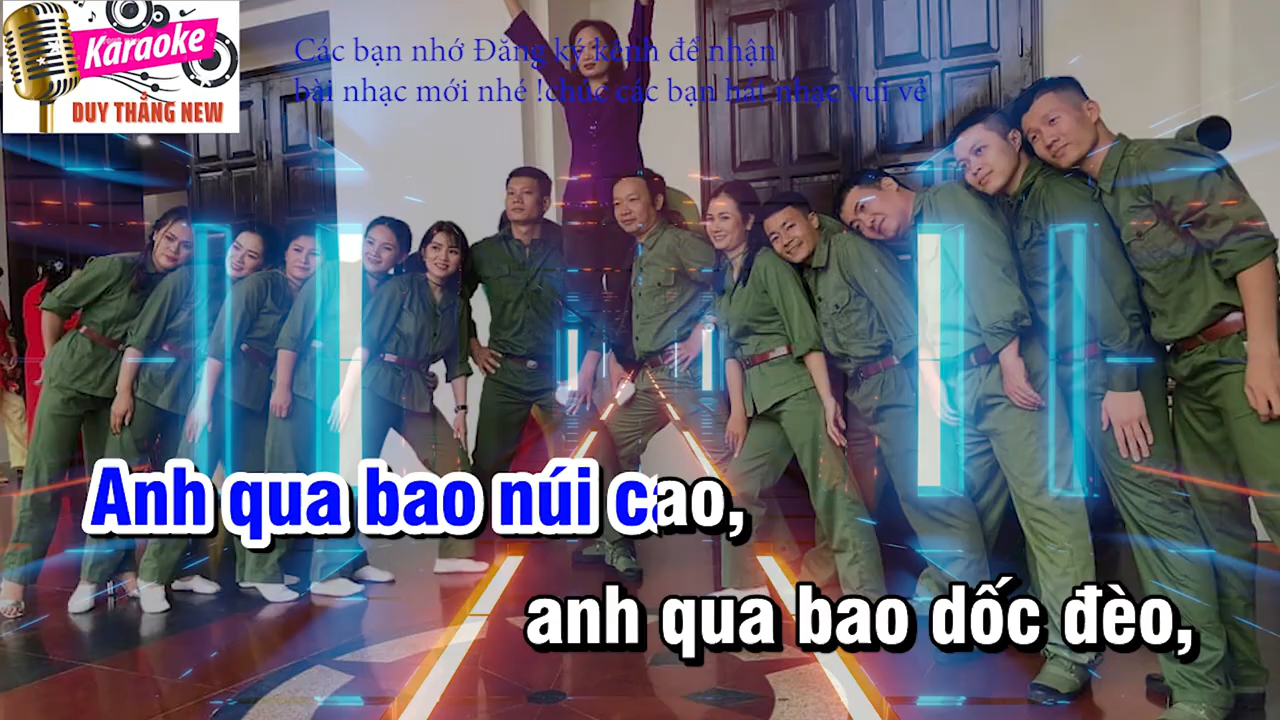 Karaoke
DUY THẮNG NEW
Các bạn nhớ Đăng ký kênh để nhận
bài nhạc mới nhé !chúc các bạn hát nhạc vui vẻ
Anh qua bao núi cao,
anh qua bao dốc đèo,